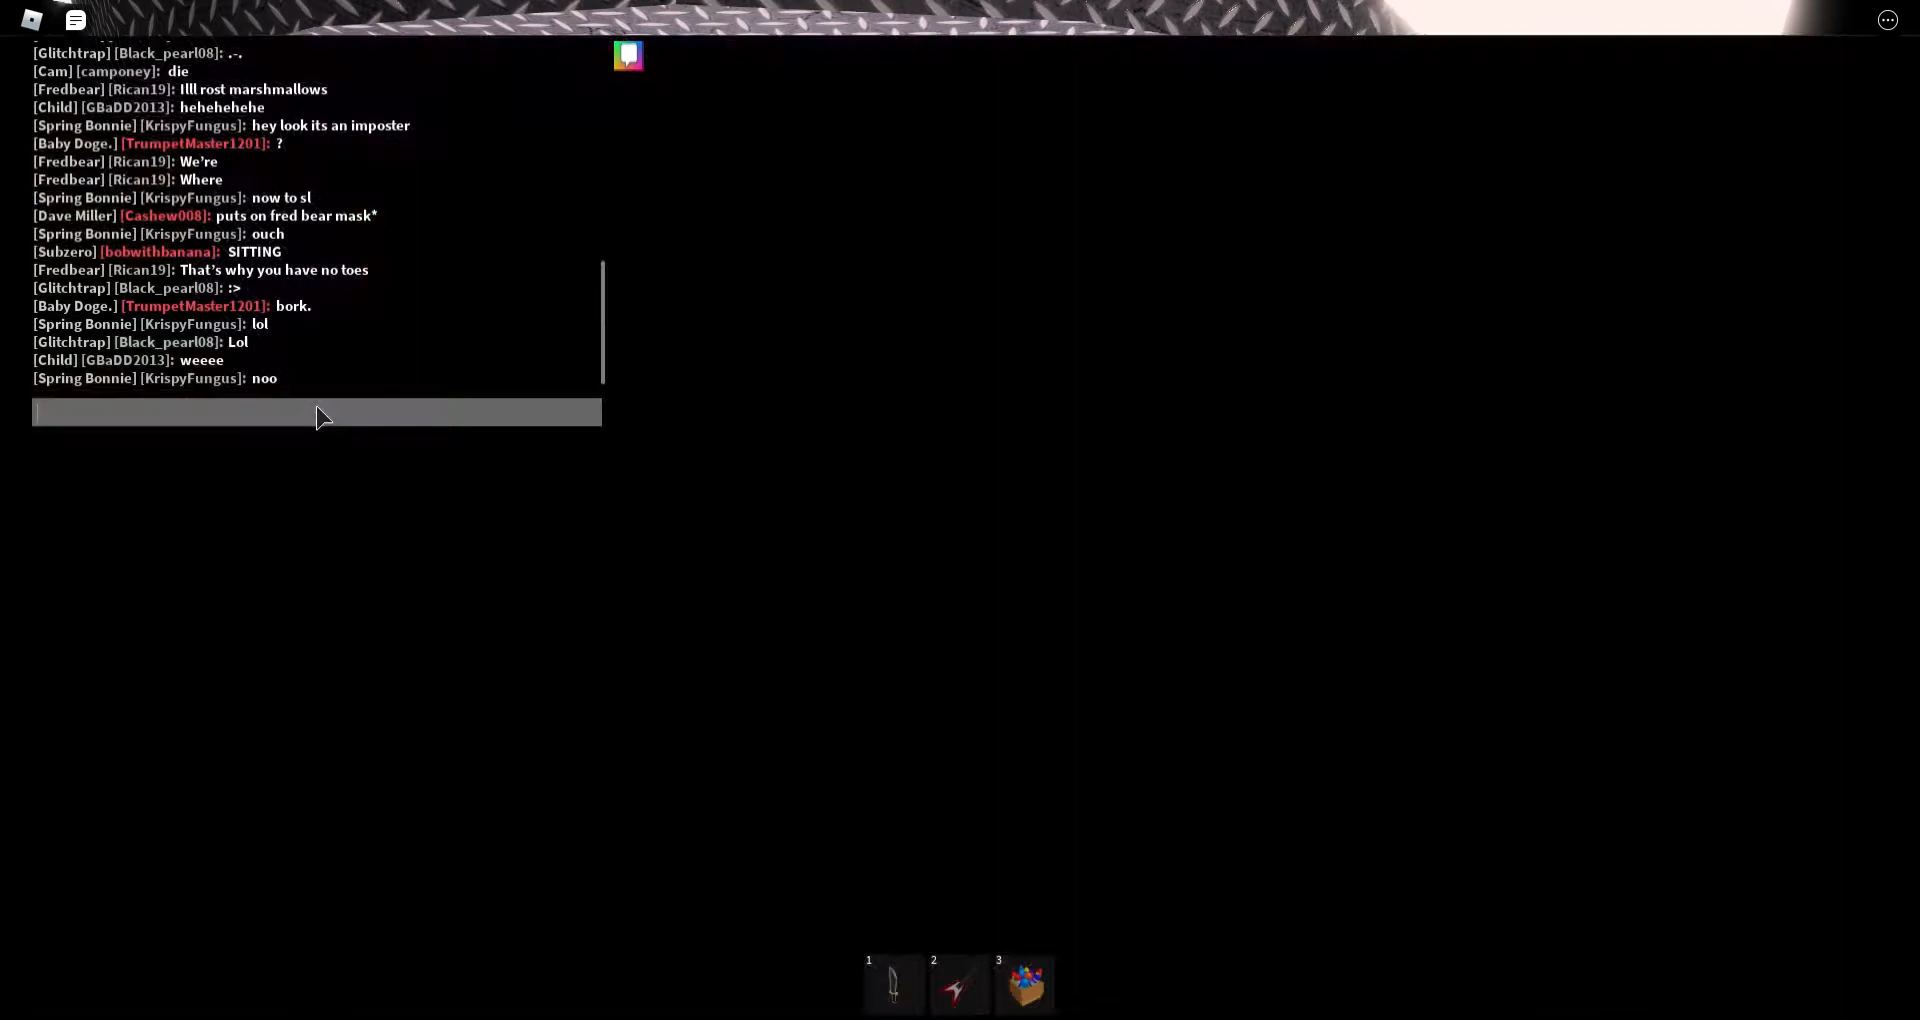 [Glitchtrap] [Black_pearl08]: .-.
[Cam] [camponey]: die
[Fredbear] [Rican19]: Illl rost marshmallows
[Child] [GBaDD2013]: hehehehehe
[Spring Bonnie] [KrispyFungus]: hey look its an imposter
[Baby Doge.] [TrumpetMaster1201]: ?
[Fredbear] [Rican19]: We're
[Fredbear] [Rican19]: Where
[Spring Bonnie] [KrispyFungus]: now to sl
[Dave Miller] [Cashew008]: puts on fred bear mask*
[Spring Bonnie] [KrispyFungus]: ouch
[Subzero] [bobwithbanana]: SITTING
[Fredbear] [Rican19]: That's why you have no toes
[Glitchtrap] [Black_pearl08]: :>
[Baby Doge.] [TrumpetMaster1201]: bork.
[Spring Bonnie] [KrispyFungus]: lol
[Glitchtrap] [Black_pearl08]: Lol
[Child] [GBaDD2013]: weeee
[Spring Bonnie] [KrispyFungus]: noo
1 2 3